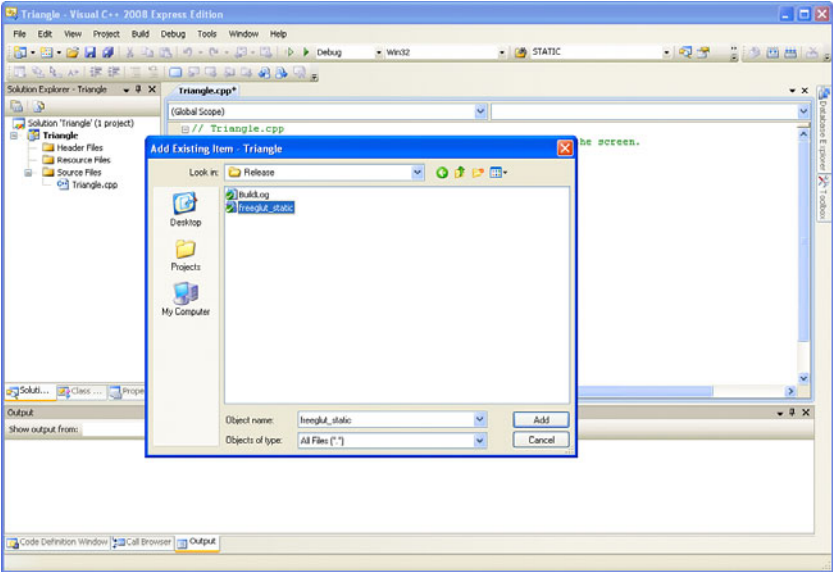 Triangle - Visual C++ 2008 Express Edition
File Edit View Project Build Debug Tools Window Help
Debug Win32 STATIC
Solution Explorer - Triangle
Triangle.cpp*
(Global Scope)
Solution 'Triangle' (1 project)
Triangle
Header Files
Resource Files
Source Files
Triangle.cpp
// Triangle.cpp
he screen.
Database Explorer
Toolbox
Add Existing Item - Triangle
Look in: Release
BuildLog
freeglut_static
Desktop
Projects
My Computer
Object name: freeglut_static
Add
Objects of type: All Files (*.*)
Cancel
Soluti... Class ... Prope
Output
Show output from:
Code Definition Window Call Browser Output